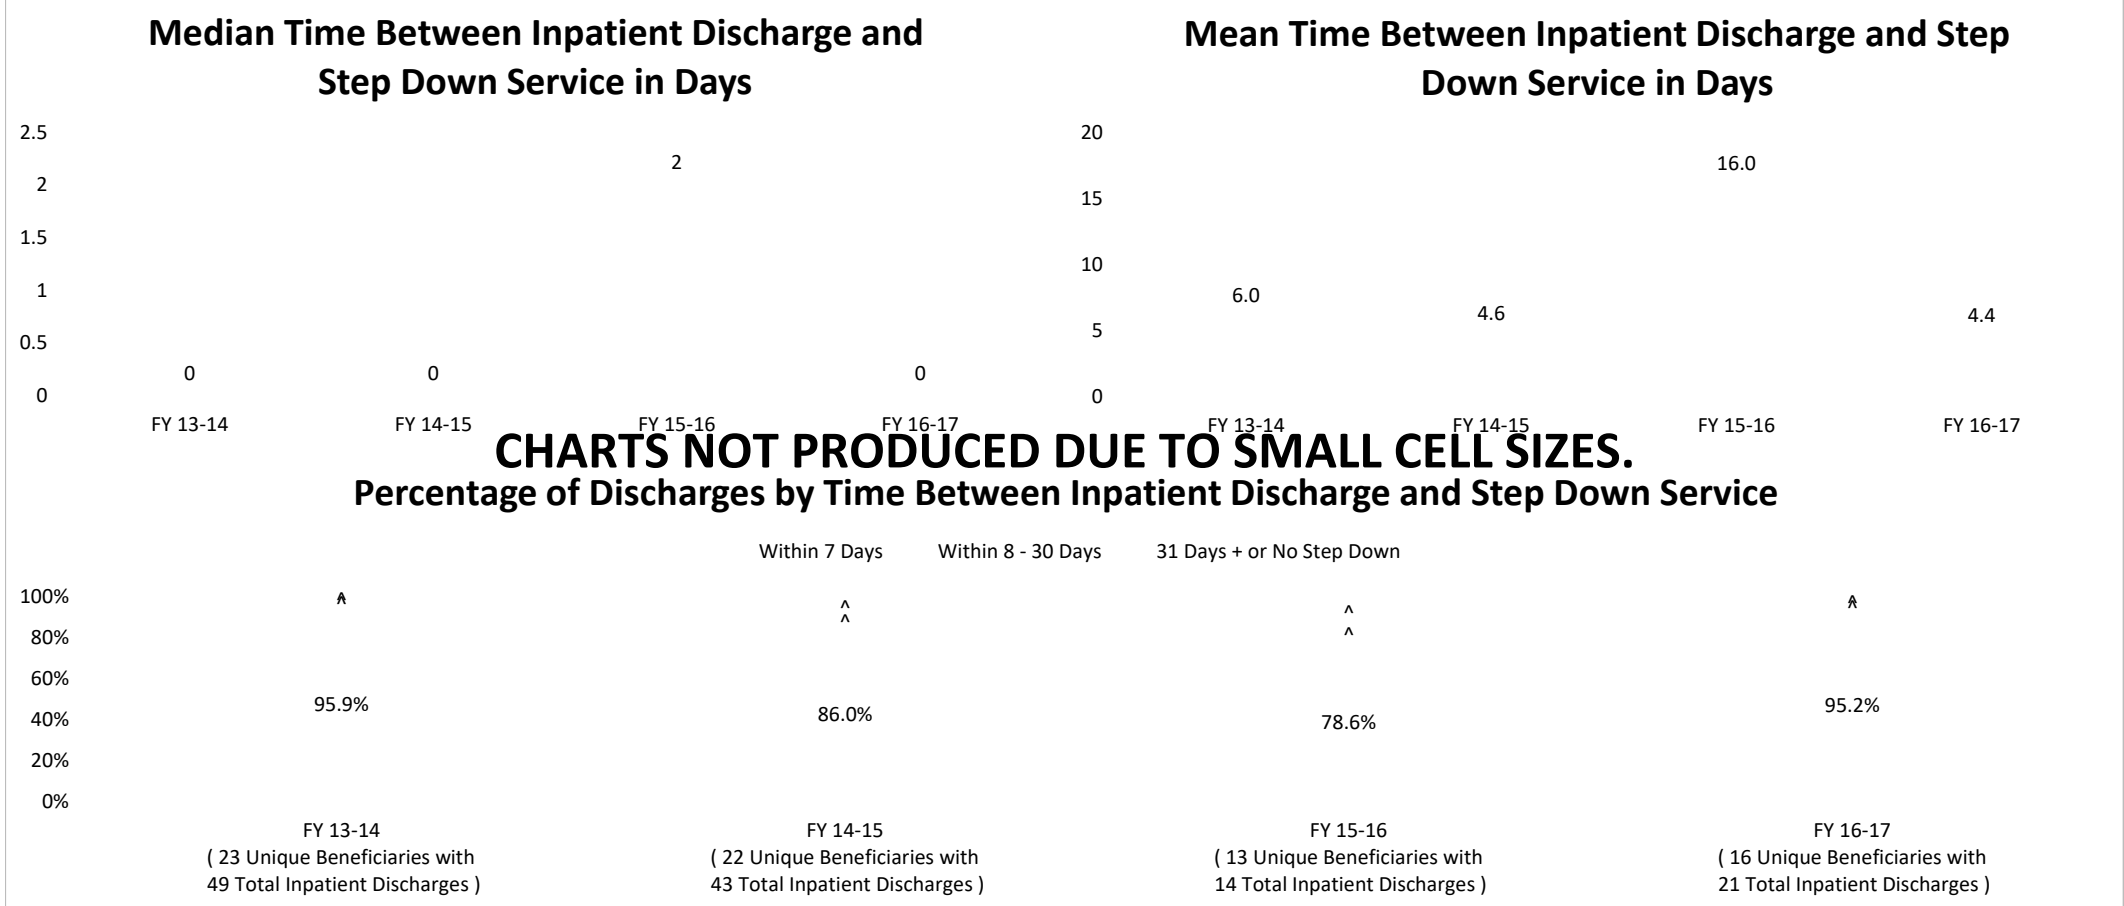 Median Time Between Inpatient Discharge and
Step Down Service in Days
2.5
2
1.5
1
0.5
0
0
0
2
0
FY 13-14
FY 14-15
FY 15-16
FY 16-17
Mean Time Between Inpatient Discharge and Step
Down Service in Days
20
15
10
5
0
6.0
4.6
16.0
4.4
FY 13-14
FY 14-15
FY 15-16
FY 16-17
CHARTS NOT PRODUCED DUE TO SMALL CELL SIZES.
Percentage of Discharges by Time Between Inpatient Discharge and Step Down Service
Within 7 Days Within 8 - 30 Days 31 Days + or No Step Down
100%
80%
60%
40%
20%
0%
^
^
95.9%
^
^
86.0%
^
^
78.6%
^
^
95.2%
FY 13-14
( 23 Unique Beneficiaries with
49 Total Inpatient Discharges )
FY 14-15
( 22 Unique Beneficiaries with
43 Total Inpatient Discharges )
FY 15-16
( 13 Unique Beneficiaries with
14 Total Inpatient Discharges )
FY 16-17
( 16 Unique Beneficiaries with
21 Total Inpatient Discharges )